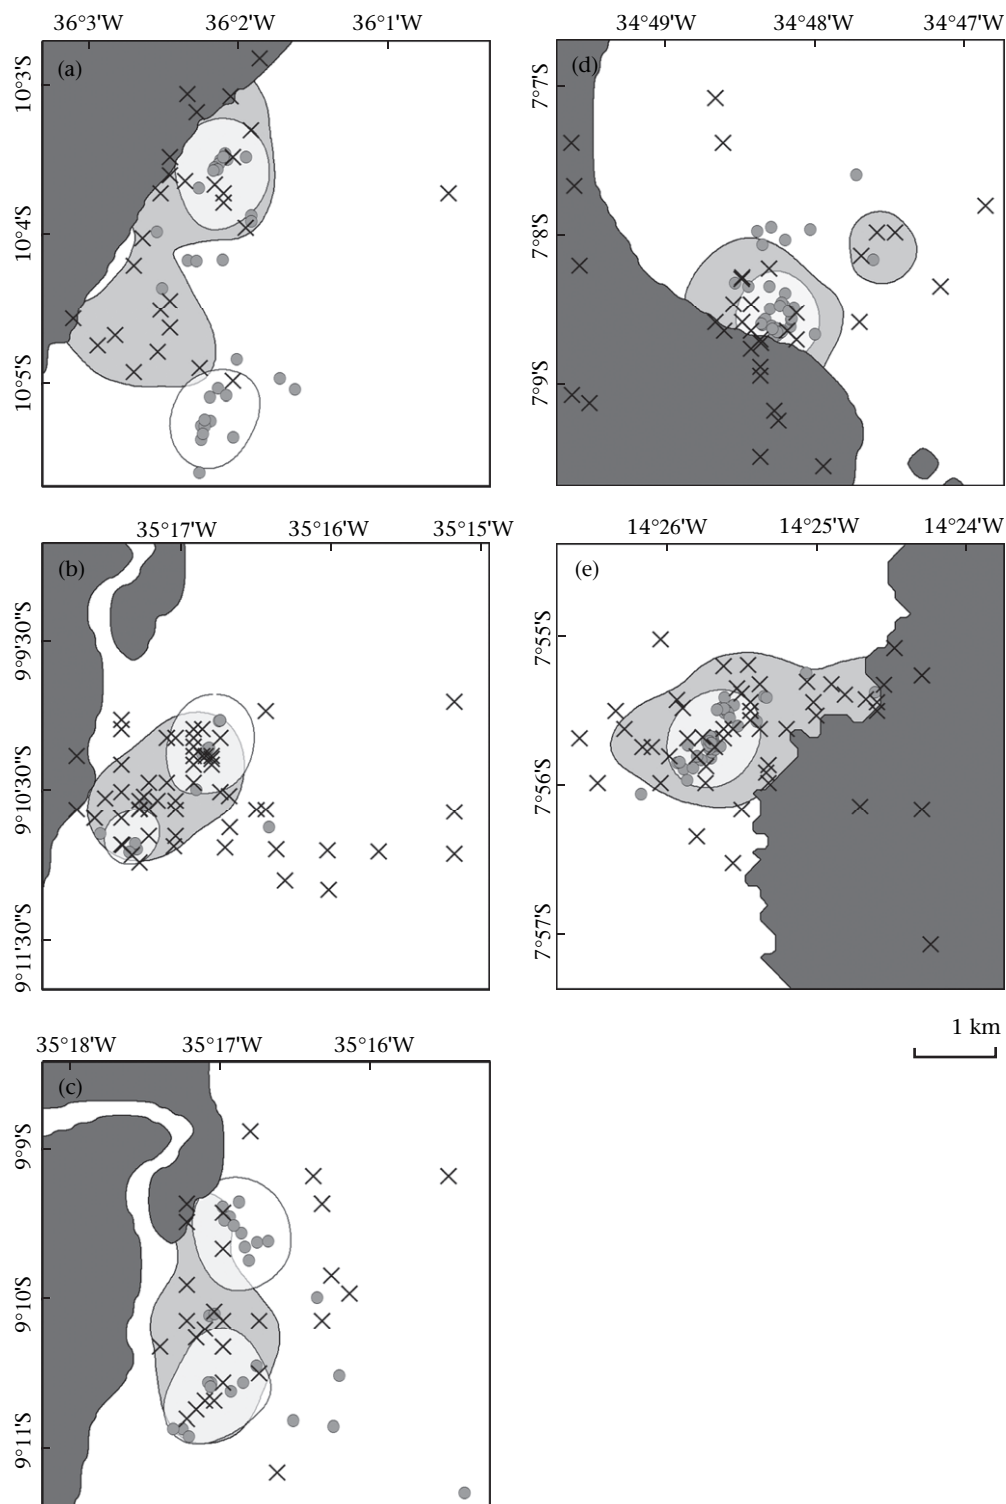 36°3'W 36°2'W 36°1'W
(a)
10°3'S
10°4'S
10°5'S
34°49'W 34°48'W 34°47'W
(d)
7°7'S
7°8'S
7°9'S
35°17'W 35°16'W 35°15'W
(b)
9°9'30"S
9°10'30"S
9°11'30"S
14°26'W 14°25'W 14°24'W
(e)
7°55'S
7°56'S
7°57'S
1 km
35°18'W 35°17'W 35°16'W
(c)
9°9'S
9°10'S
9°11'S